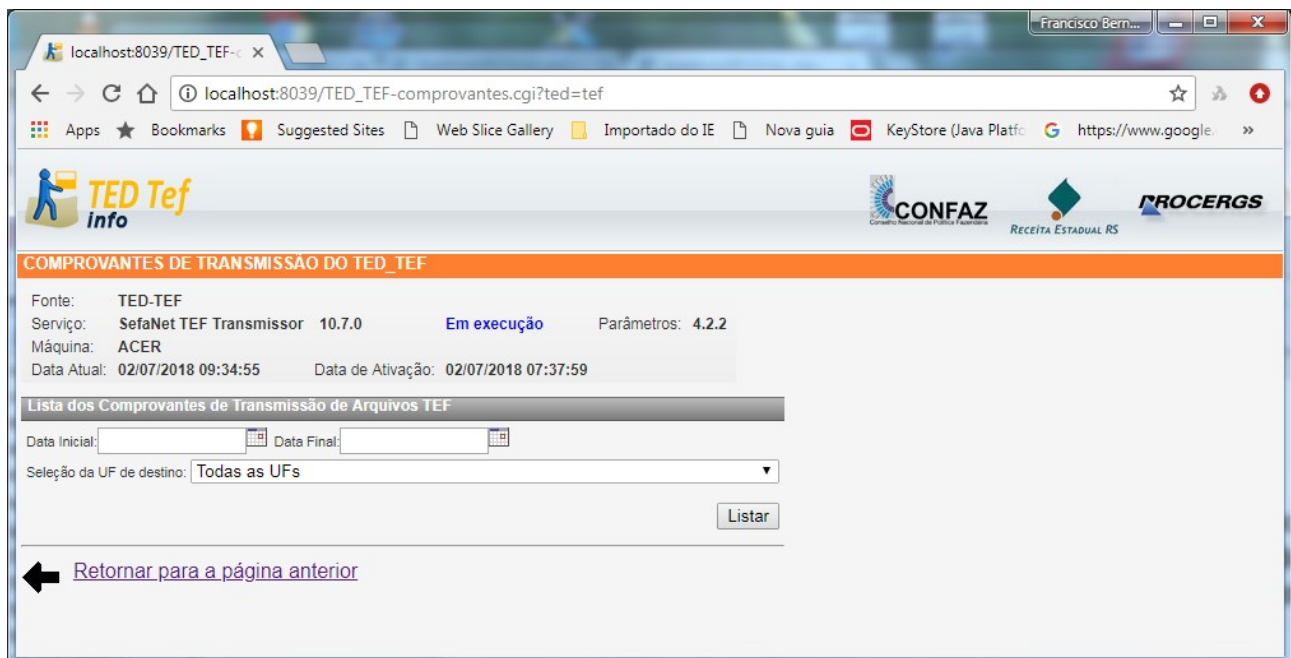 Francisco Bern...
localhost:8039/TED_TEF-c
localhost:8039/TED_TEF-comprovantes.cgi?ted=tef
Apps Bookmarks Suggested Sites Web Slice Gallery Importado do IE Nova guia KeyStore (Java Platfo https://www.google. »
TED Tef
info
CONFAZ
Conselho Nacional de Política Fazendária
RECEITA ESTADUAL RS
PROCERGS
COMPROVANTES DE TRANSMISSÃO DO TED_TEF
Fonte: TED-TEF
Serviço: SefaNet TEF Transmissor 10.7.0 Em execução Parâmetros: 4.2.2
Máquina: ACER
Data Atual: 02/07/2018 09:34:55 Data de Ativação: 02/07/2018 07:37:59
Lista dos Comprovantes de Transmissão de Arquivos TEF
Data Inicial: Data Final:
Seleção da UF de destino: Todas as UFs
Listar
Retornar para a página anterior